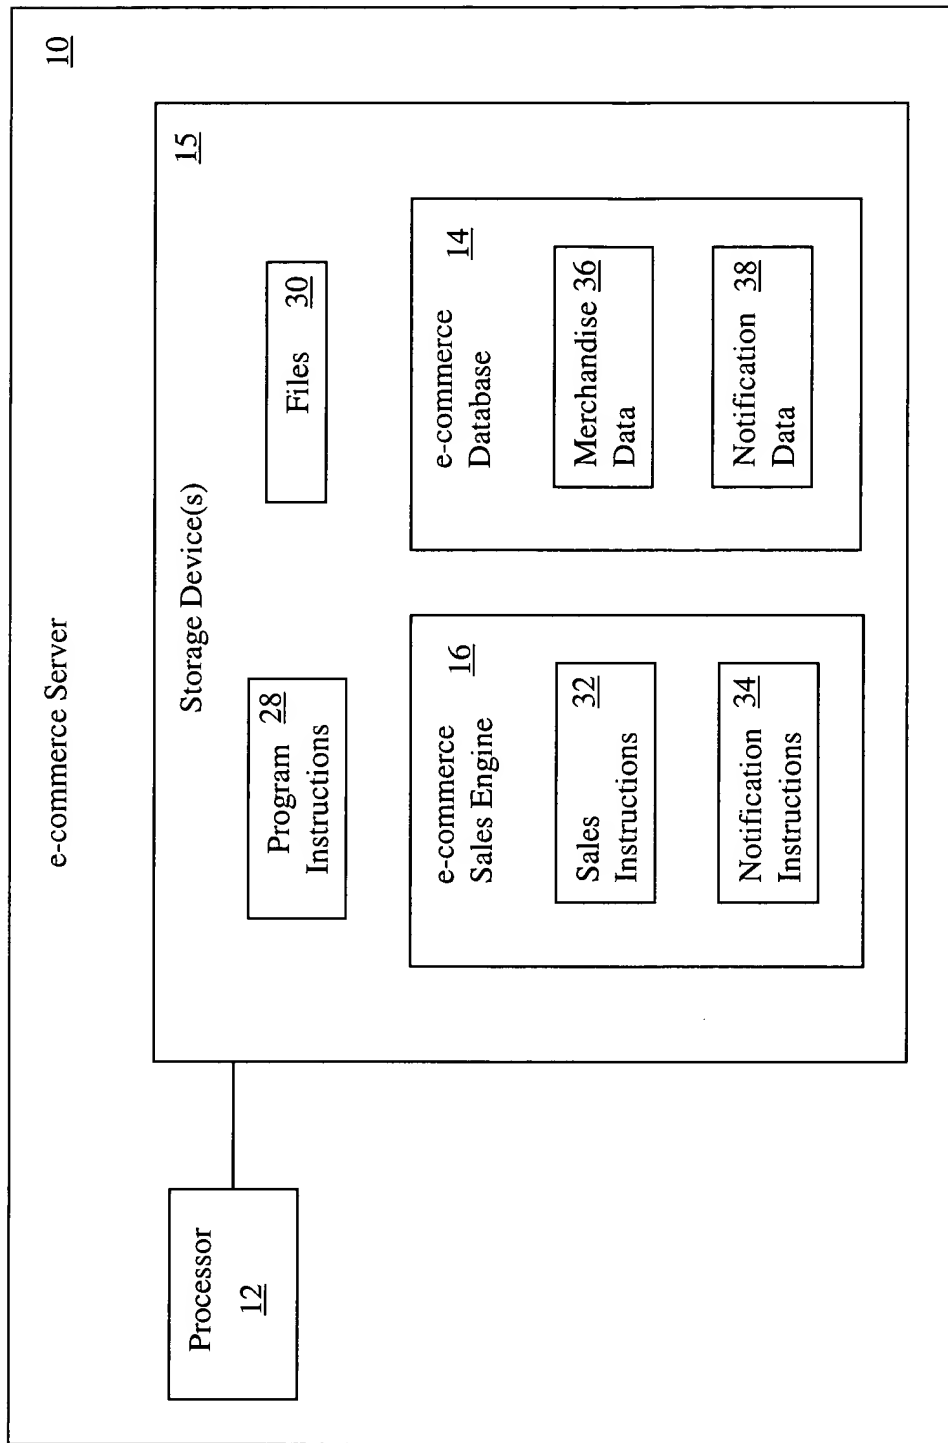 e-commerce Server
10
Processor
12
Storage Device(s)
15
Program 28
Instructions
Files 30
e-commerce
Sales Engine
16
Sales 32
Instructions
Notification 34
Instructions
e-commerce
Database
14
Merchandise 36
Data
Notification 38
Data